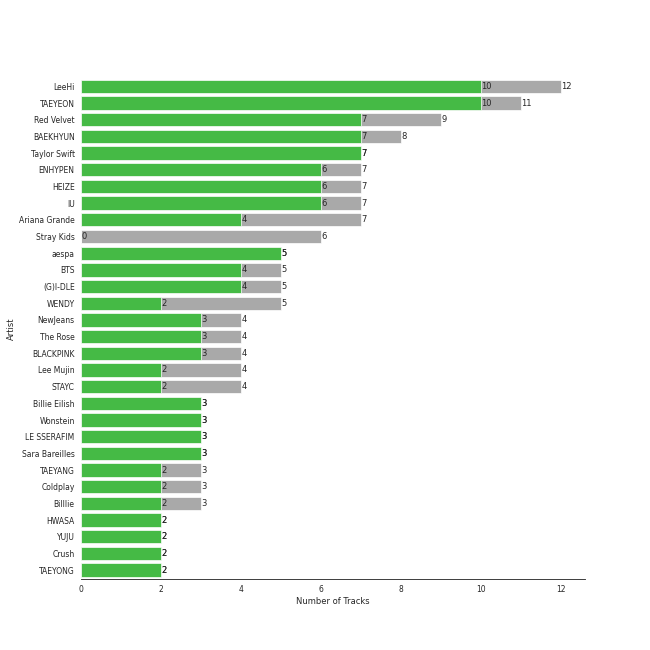 LeeHi 10 12
TAEYEON 10 11
Red Velvet 7 9
BAEKHYUN 7 8
Taylor Swift 7
ENHYPEN 6 7
HEIZE 6 7
IU 6 7
Ariana Grande 4 7
Stray Kids 0 6
aespa 5
BTS 4 5
(G)I-DLE 4 5
WENDY 2 5
NewJeans 3 4
The Rose 3 4
BLACKPINK 3 4
Lee Mujin 2 4
STAYC 2 4
Billie Eilish 3
Wonstein 3
LE SSERAFIM 3
Sara Bareilles 3
TAEYANG 2 3
Coldplay 2 3
Billlie 2 3
HWASA 2
YUJU 2
Crush 2
TAEYONG 2
Artist
0 2 4 6 8 10 12
Number of Tracks